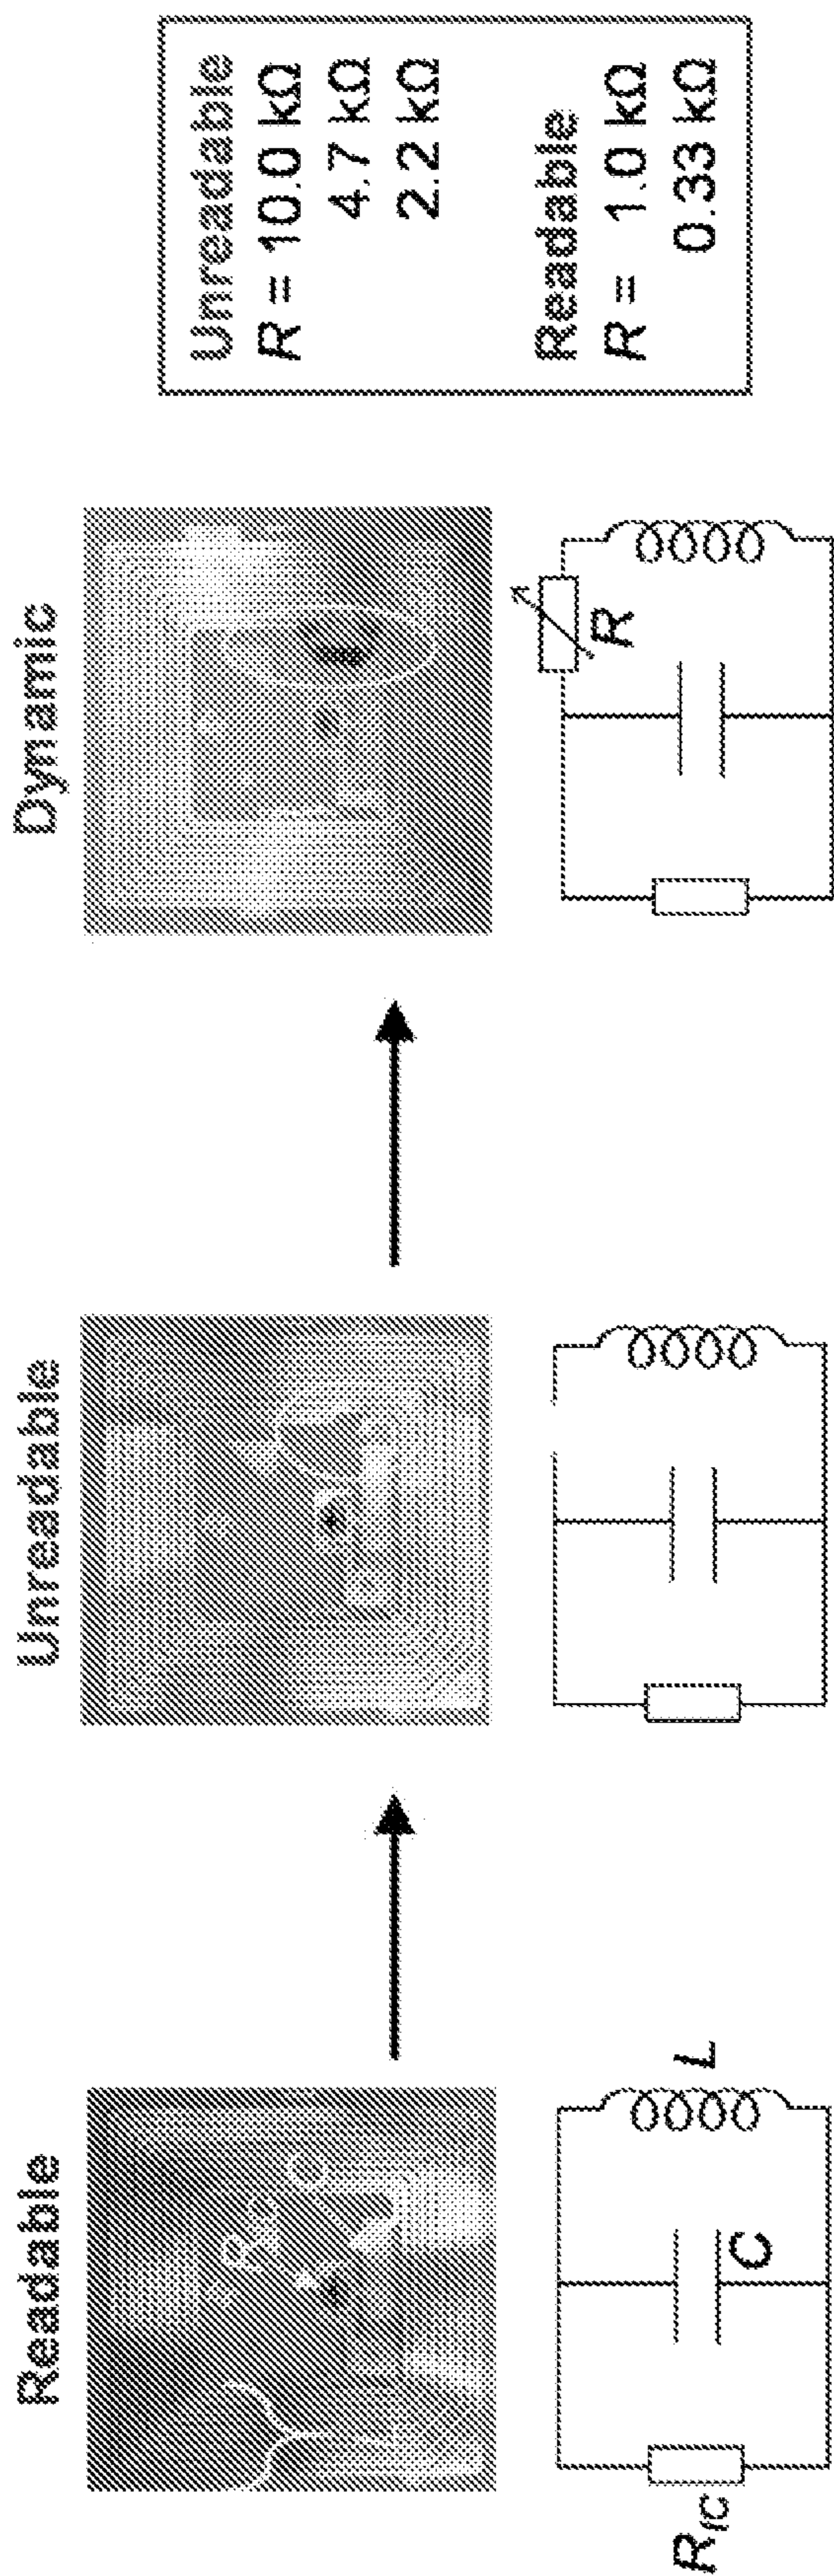 Readable
Unreadable
Dynamic
R_IC
C
L
R
Unreadable
R = 10.0 kΩ
4.7 kΩ
2.2 kΩ
Readable
R = 1.0 kΩ
0.33 kΩ